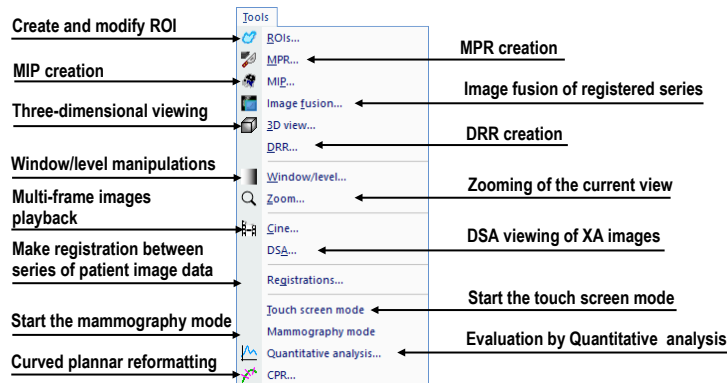 Tools
Create and modify ROI
ROIs...
MPR...
MPR creation
MIP creation
MIP...
Image fusion...
Image fusion of registered series
Three-dimensional viewing
3D view...
DRR...
DRR creation
Window/level manipulations
Window/level...
Zoom...
Zooming of the current view
Multi-frame images
playback
Cine...
DSA...
DSA viewing of XA images
Make registration between
series of patient image data
Registrations...
Touch screen mode
Start the touch screen mode
Start the mammography mode
Mammography mode
Quantitative analysis...
Evaluation by Quantitative analysis
Curved plannar reformatting
CPR...